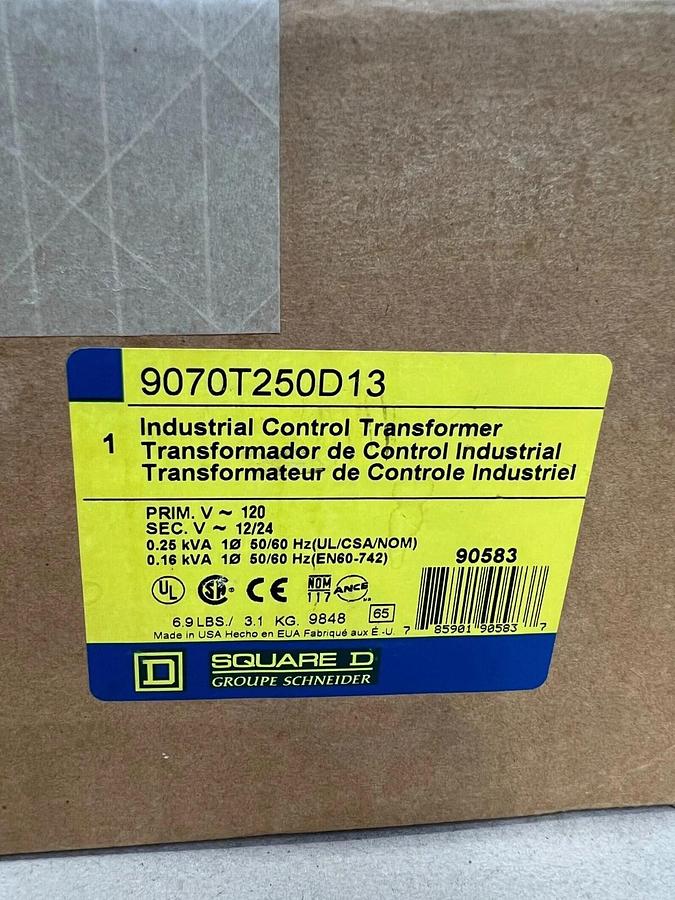 9070T250D13
1
Industrial Control Transformer
Transformador de Control Industrial
Transformateur de Controle Industriel
PRIM. V ~ 120
SEC. V ~ 12/24
0.25 kVA 1Ø 50/60 Hz(UL/CSA/NOM)
0.16 kVA 1Ø 50/60 Hz(EN60-742)
90583
UL
CE
NOM
117
ANCE
6.9 LBS./ 3.1 KG. 9848
65
Made in USA Hecho en EUA Fabriqué aux É.-U.
7 85901 90583 7
D
SQUARE D
GROUPE SCHNEIDER